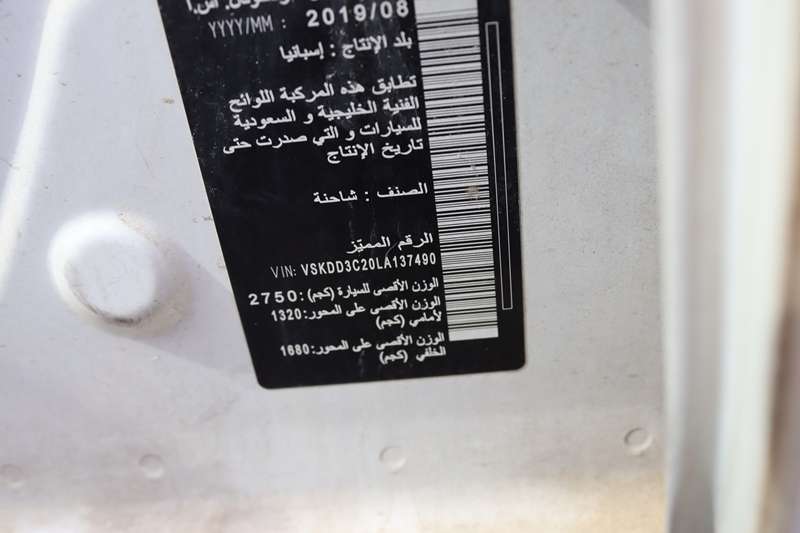 YYYY/MM : 2019/08
بلد الإنتاج : إسبانيا
تطابق هذه المركبة اللوائح
الفنية الخليجية و السعودية
للسيارات و التي صدرت حتى
تاريخ الإنتاج
الصنف : شاحنة
الرقم المميّز
VIN: VSKDD3C20LA137490
الوزن الأقصى للسيارة (كجم):2750
الوزن الأقصى على المحور:1320
لأمامي (كجم)
الوزن الأقصى على المحور:1680
الخلفي (كجم)